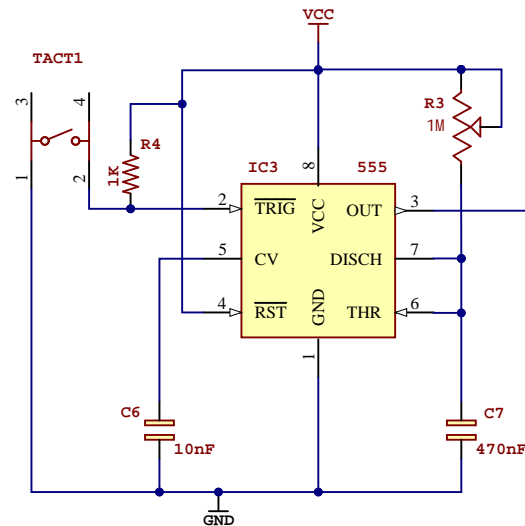 VCC
TACT1
3
4
R3
1M
R4
1K
1
2
IC3
8
555
2
TRIG
VCC
OUT
3
5
CV
DISCH
7
4
RST
GND
THR
6
1
C6
10nF
C7
470nF
GND